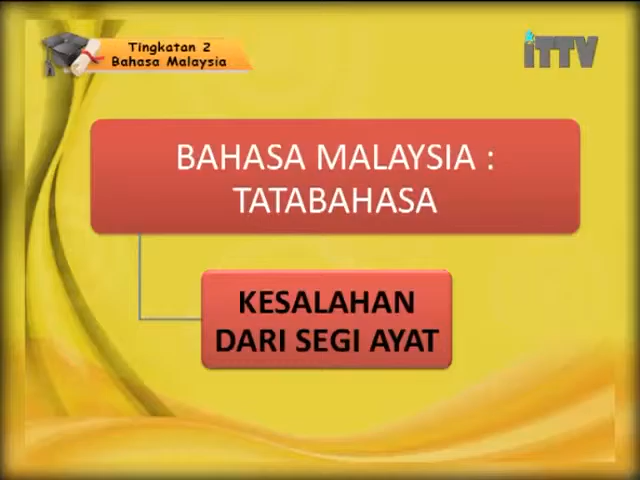 Tingkatan 2
Bahasa Malaysia
iTTV
BAHASA MALAYSIA :
TATABAHASA
KESALAHAN
DARI SEGI AYAT